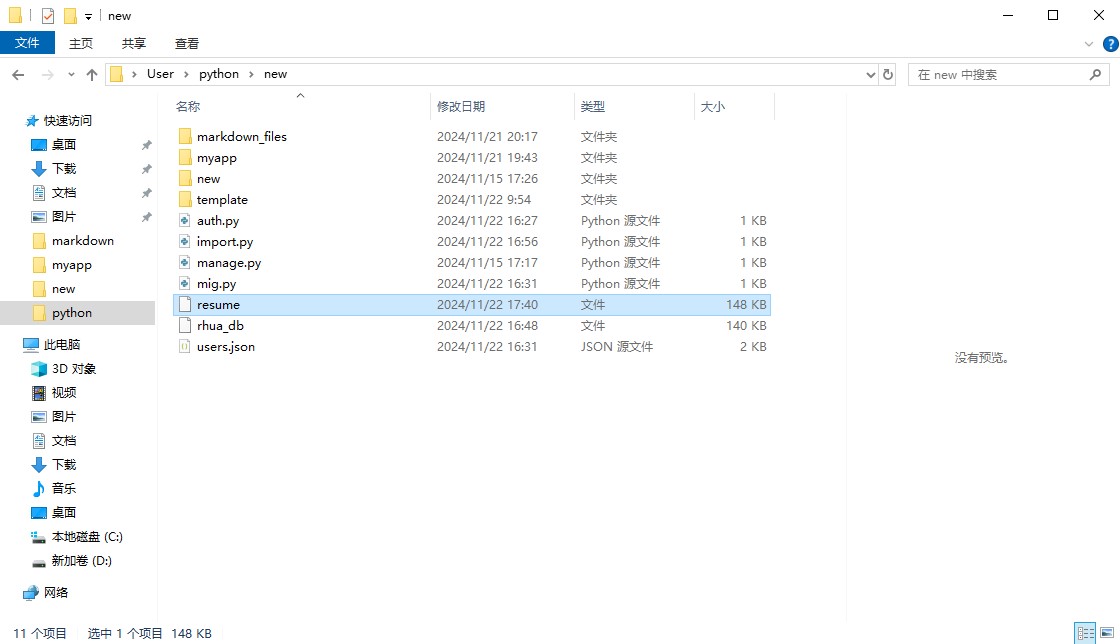 new
文件 主页 共享 查看
User python new 在 new 中搜索
名称 修改日期 类型 大小
快速访问
桌面
下载
文档
图片
markdown
myapp
new
python
此电脑
3D 对象
视频
图片
文档
下载
音乐
桌面
本地磁盘 (C:)
新加卷 (D:)
网络
markdown_files 2024/11/21 20:17 文件夹
myapp 2024/11/21 19:43 文件夹
new 2024/11/15 17:26 文件夹
template 2024/11/22 9:54 文件夹
auth.py 2024/11/22 16:27 Python 源文件 1 KB
import.py 2024/11/22 16:56 Python 源文件 1 KB
manage.py 2024/11/15 17:17 Python 源文件 1 KB
mig.py 2024/11/22 16:31 Python 源文件 1 KB
resume 2024/11/22 17:40 文件 148 KB
rhua_db 2024/11/22 16:48 文件 140 KB
users.json 2024/11/22 16:31 JSON 源文件 2 KB
没有预览。
11 个项目 选中 1 个项目 148 KB